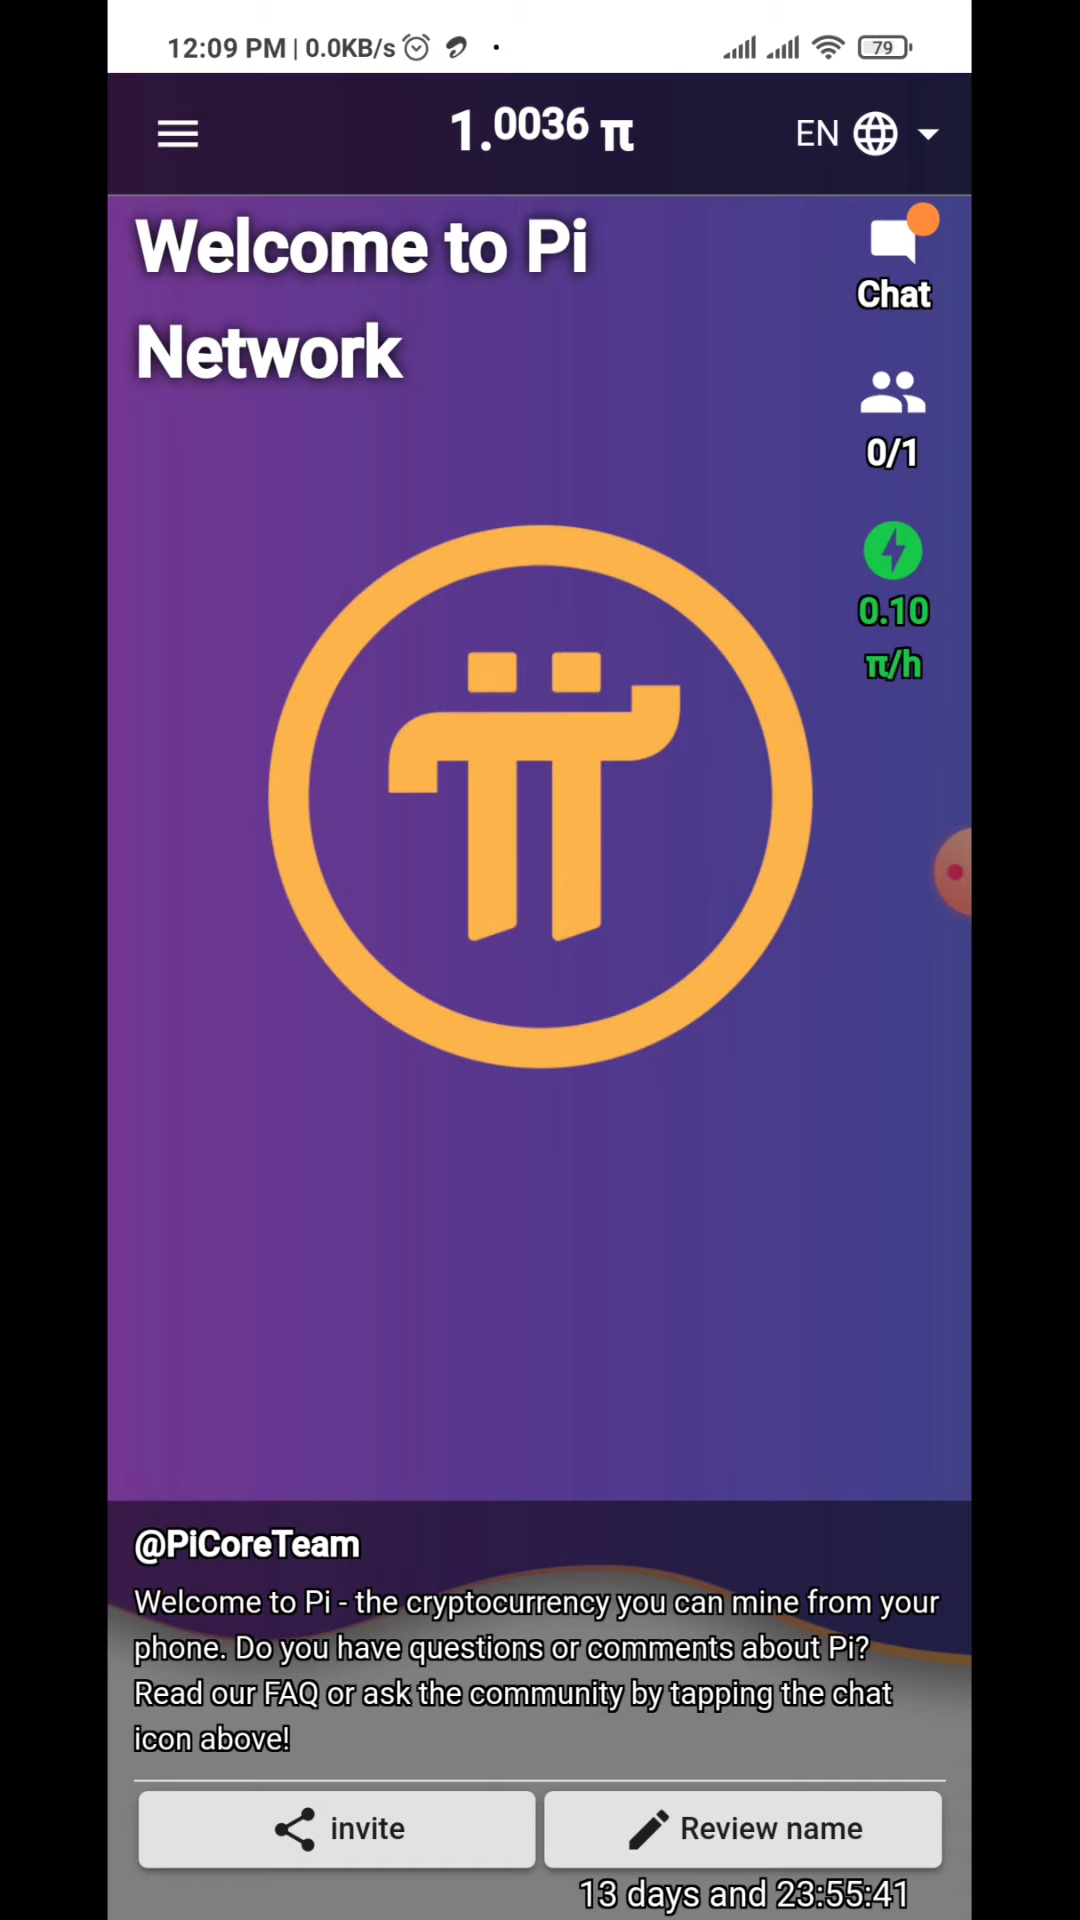 12:09 PM | 0.0KB/s
79
1.0036 π
EN
Welcome to Pi
Network
Chat
0/1
0.10
π/h
@PiCoreTeam
Welcome to Pi - the cryptocurrency you can mine from your
phone. Do you have questions or comments about Pi?
Read our FAQ or ask the community by tapping the chat
icon above!
invite
Review name
13 days and 23:55:41